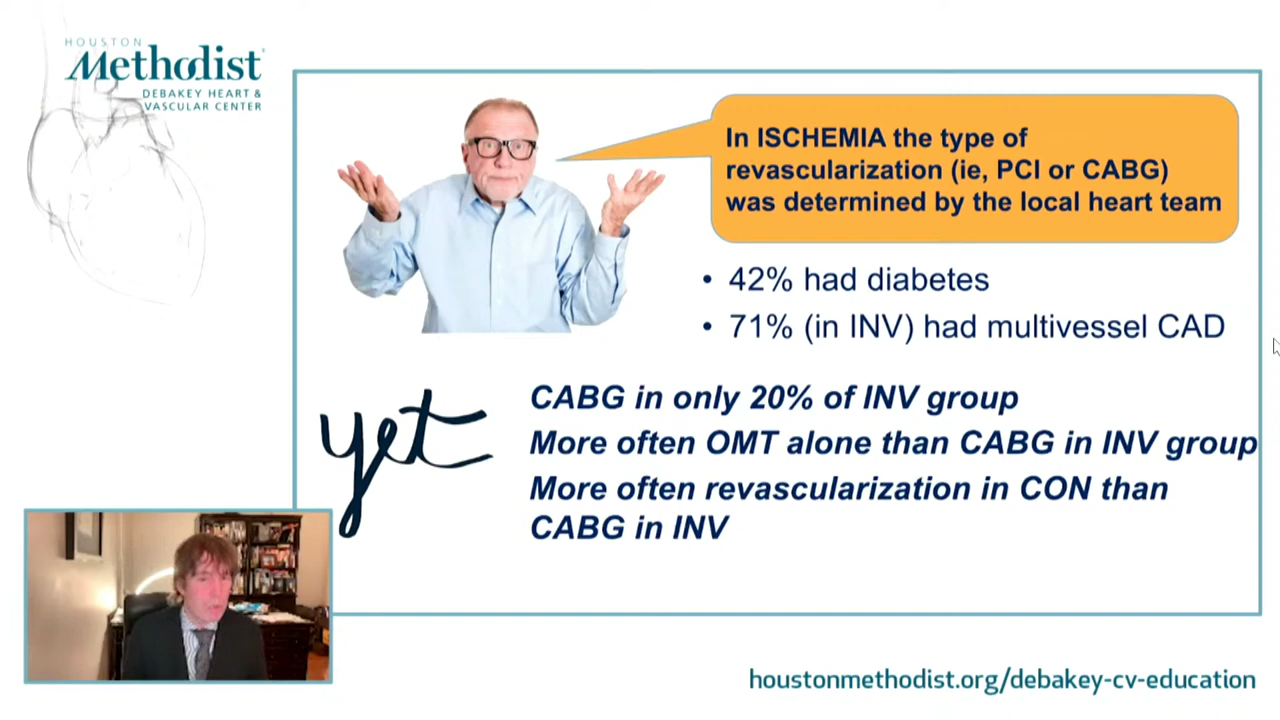 HOUSTON
Methodist
DEBAKEY HEART &
VASCULAR CENTER
In ISCHEMIA the type of
revascularization (ie, PCI or CABG)
was determined by the local heart team
• 42% had diabetes
• 71% (in INV) had multivessel CAD
yet
CABG in only 20% of INV group
More often OMT alone than CABG in INV group
More often revascularization in CON than
CABG in INV
houstonmethodist.org/debakey-cv-education